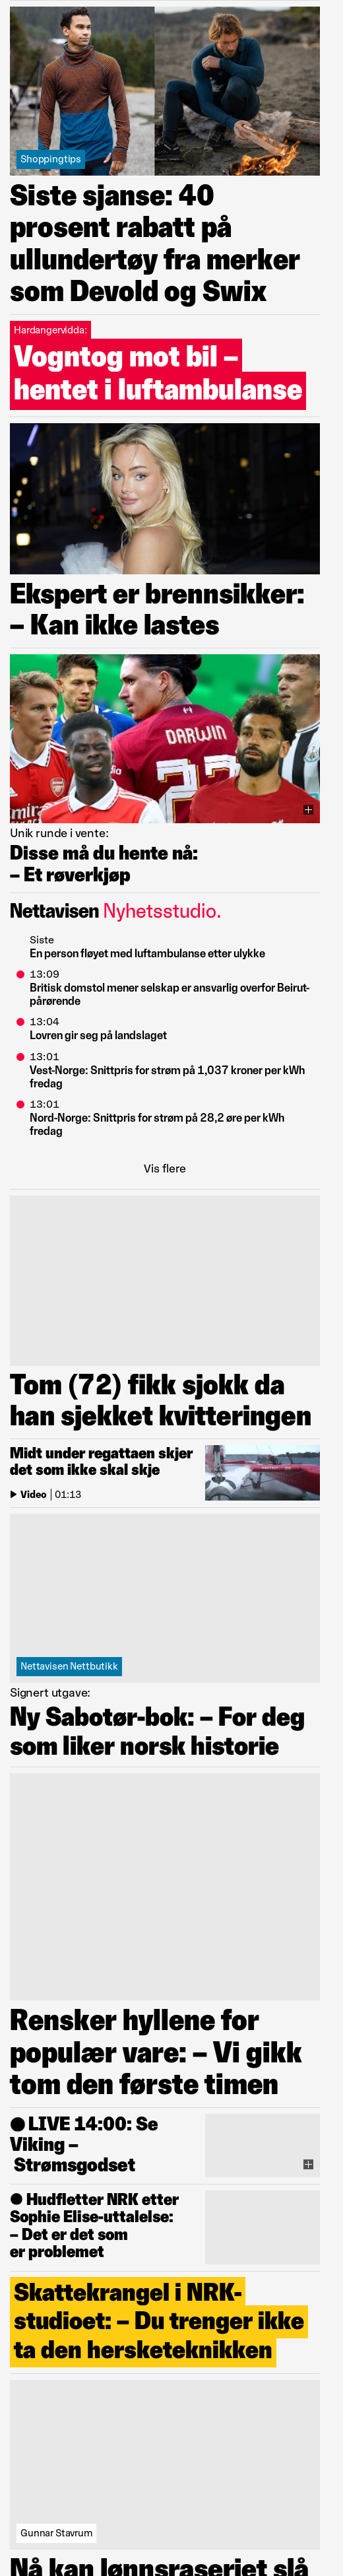 Shoppingtips
Siste sjanse: 40
prosent rabatt på
ullundertøy fra merker
som Devold og Swix
Hardangervidda:
Vogntog mot bil –
hentet i luftambulanse
Ekspert er brennsikker:
– Kan ikke lastes
DARWIN
Unik runde i vente:
Disse må du hente nå:
– Et røverkjøp
Nettavisen Nyhetsstudio.
Siste
En person fløyet med luftambulanse etter ulykke
13:09
Britisk domstol mener selskap er ansvarlig overfor Beirut-
pårørende
13:04
Lovren gir seg på landslaget
13:01
Vest-Norge: Snittpris for strøm på 1,037 kroner per kWh
fredag
13:01
Nord-Norge: Snittpris for strøm på 28,2 øre per kWh
fredag
Vis flere
Tom (72) fikk sjokk da
han sjekket kvitteringen
Midt under regattaen skjer
det som ikke skal skje
Video | 01:13
Nettavisen Nettbutikk
Signert utgave:
Ny Sabotør-bok: – For deg
som liker norsk historie
Rensker hyllene for
populær vare: – Vi gikk
tom den første timen
● LIVE 14:00: Se
Viking –
Strømsgodset
● Hudfletter NRK etter
Sophie Elise-uttalelse:
– Det er det som
er problemet
Skattekrangel i NRK-
studioet: – Du trenger ikke
ta den hersketeknikken
Gunnar Stavrum
Nå kan lønnsraseriet slå